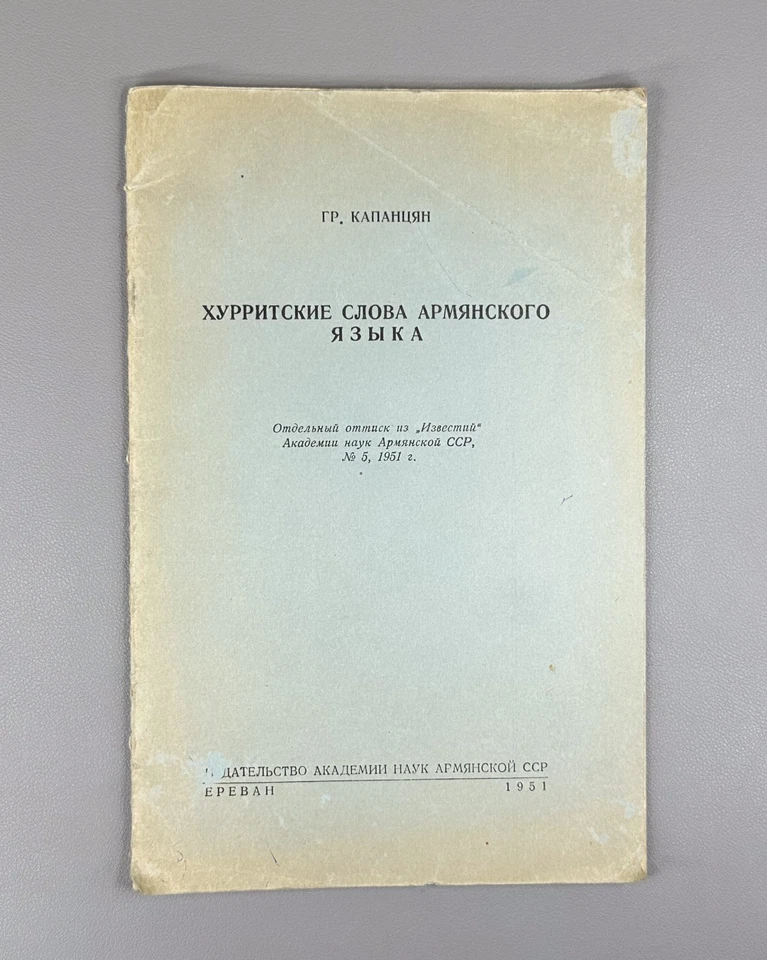 ГР. КАПАНЦЯН
ХУРРИТСКИЕ СЛОВА АРМЯНСКОГО
ЯЗЫКА
Отдельный оттиск из „Известий“
Академии наук Армянской ССР,
№ 5, 1951 г.
ИЗДАТЕЛЬСТВО АКАДЕМИИ НАУК АРМЯНСКОЙ ССР
ЕРЕВАН 1951